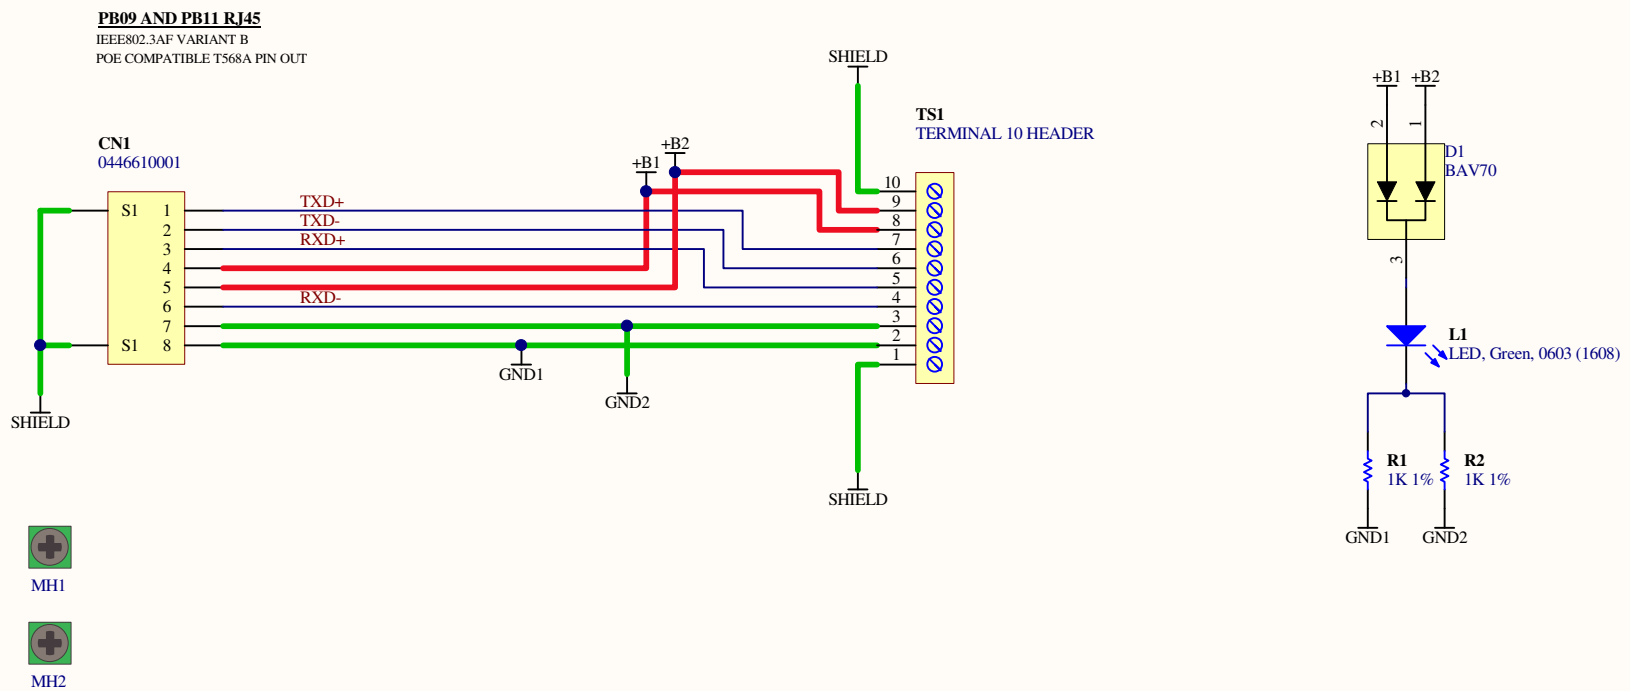 PB09 AND PB11 RJ45
IEEE802.3AF VARIANT B
POE COMPATIBLE T568A PIN OUT
CN1
0446610001
S1 1
2
3
4
5
6
7
S1 8
SHIELD
TXD+
TXD-
RXD+
RXD-
+B1
+B2
GND1
GND2
SHIELD
TS1
TERMINAL 10 HEADER
10
9
8
7
6
5
4
3
2
1
SHIELD
+B1 +B2
2 1
D1
BAV70
3
L1
LED, Green, 0603 (1608)
R1
1K 1%
R2
1K 1%
GND1 GND2
MH1
MH2